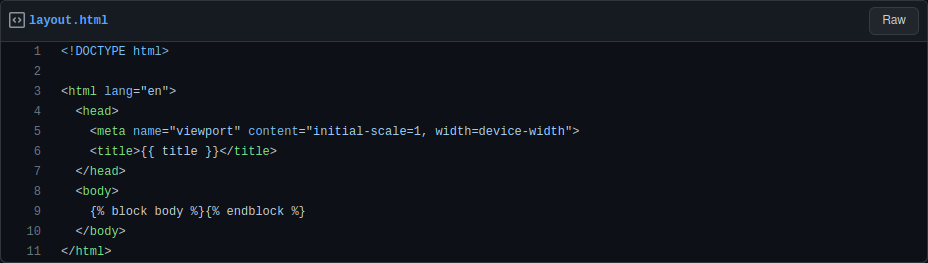 layout.html
Raw
1 <!DOCTYPE html>
2
3 <html lang="en">
4   <head>
5     <meta name="viewport" content="initial-scale=1, width=device-width">
6     <title>{{ title }}</title>
7   </head>
8   <body>
9     {% block body %}{% endblock %}
10   </body>
11 </html>